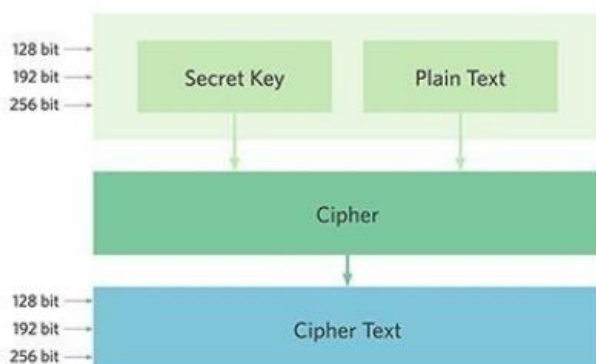 128 bit
192 bit
256 bit
Secret Key
Plain Text
Cipher
128 bit
192 bit
256 bit
Cipher Text